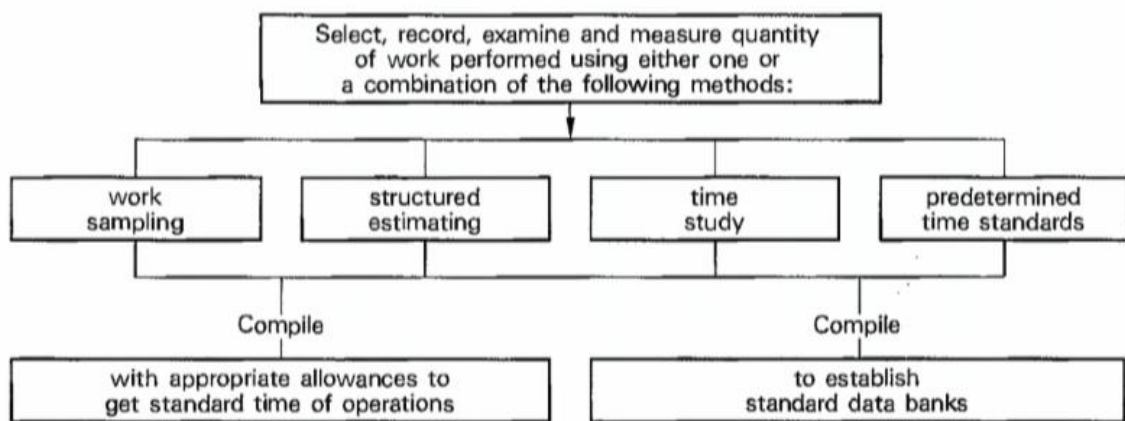 Select, record, examine and measure quantity
of work performed using either one or
a combination of the following methods:
work
sampling
structured
estimating
time
study
predetermined
time standards
Compile
Compile
with appropriate allowances to
get standard time of operations
to establish
standard data banks